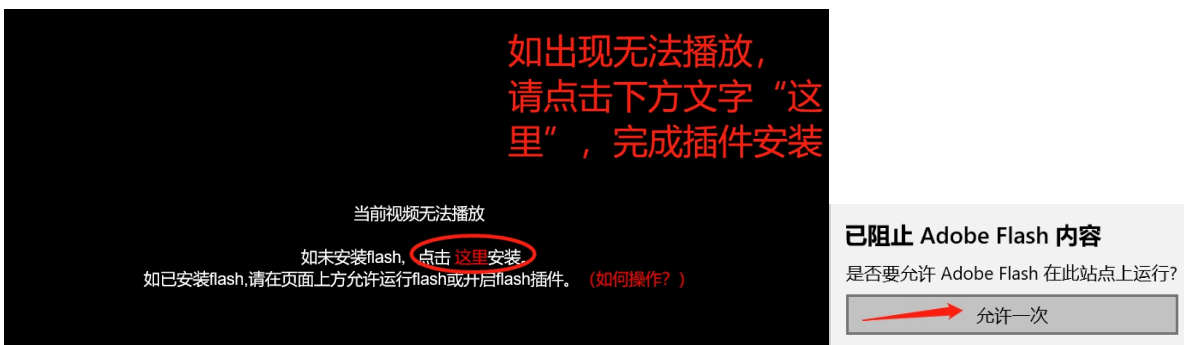 如出现无法播放，
请点击下方文字“这
里”，完成插件安装
当前视频无法播放
如未安装flash, 点击 这里安装。
如已安装flash,请在页面上方允许运行flash或开启flash插件。（如何操作？）
已阻止 Adobe Flash 内容
是否要允许 Adobe Flash 在此站点上运行?
允许一次